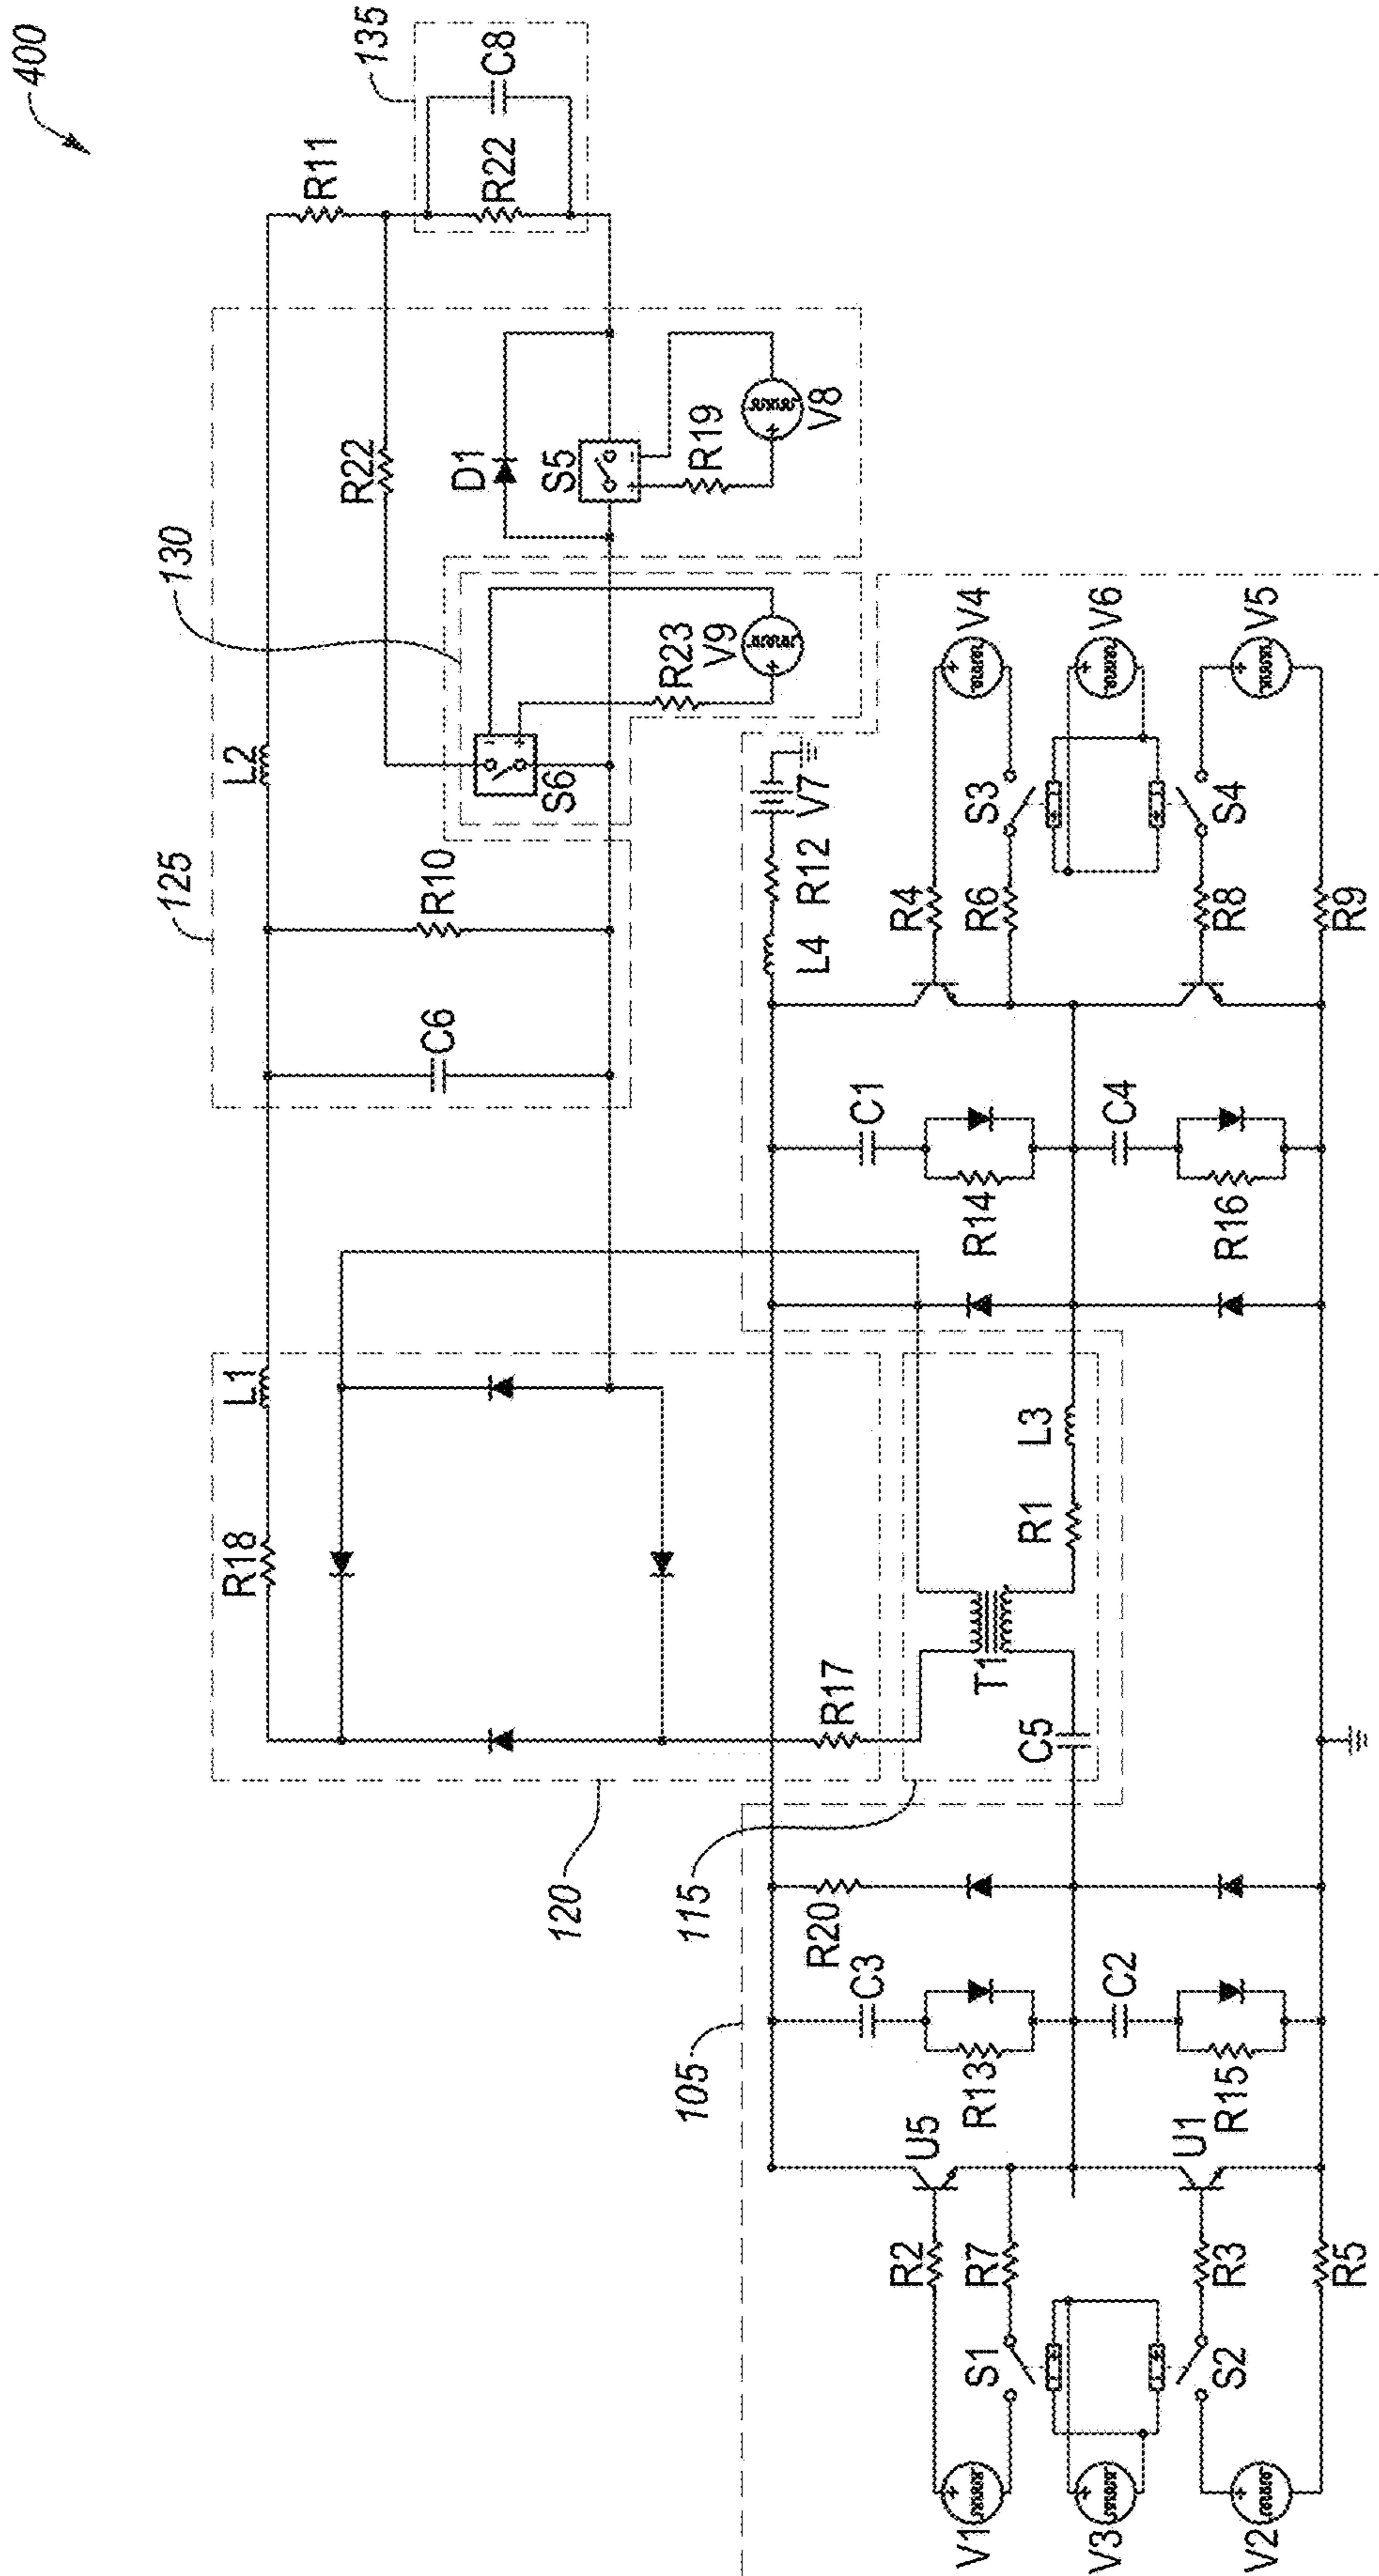 400
135
C8
R22
R11
125
130
L2
R22
D1
S5
R19
V8
R10
C6
S6
R23
V9
V7
R12
L4
V4
V6
V5
S3
S4
R4
R6
R8
R9
C1
R14
C4
R16
L1
R18
R17
120
115
T1
R1
L3
C5
105
R20
C3
R13
C2
R15
U5
U1
R2
R7
R3
R5
S1
S2
V1
V3
V2